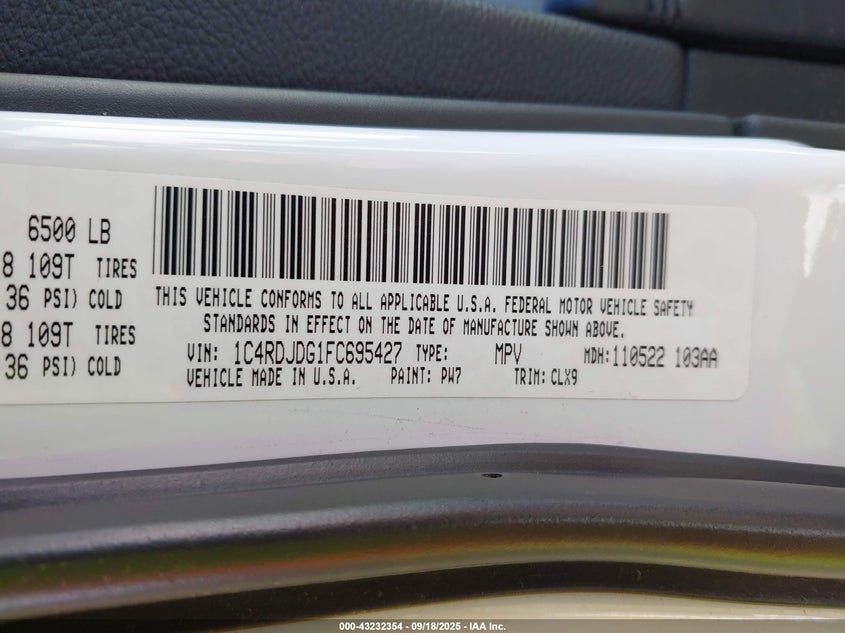 6500 LB
8 109T TIRES
36 PSI) COLD
8 109T TIRES
36 PSI) COLD
THIS VEHICLE CONFORMS TO ALL APPLICABLE U.S.A. FEDERAL MOTOR VEHICLE SAFETY
STANDARDS IN EFFECT ON THE DATE OF MANUFACTURE SHOWN ABOVE.
VIN: 1C4RDJDG1FC695427 TYPE: MPV MDH:110522 103AA
VEHICLE MADE IN U.S.A. PAINT: PW7 TRIM: CLX9
000-43232354 - 09/18/2025 - IAA Inc.